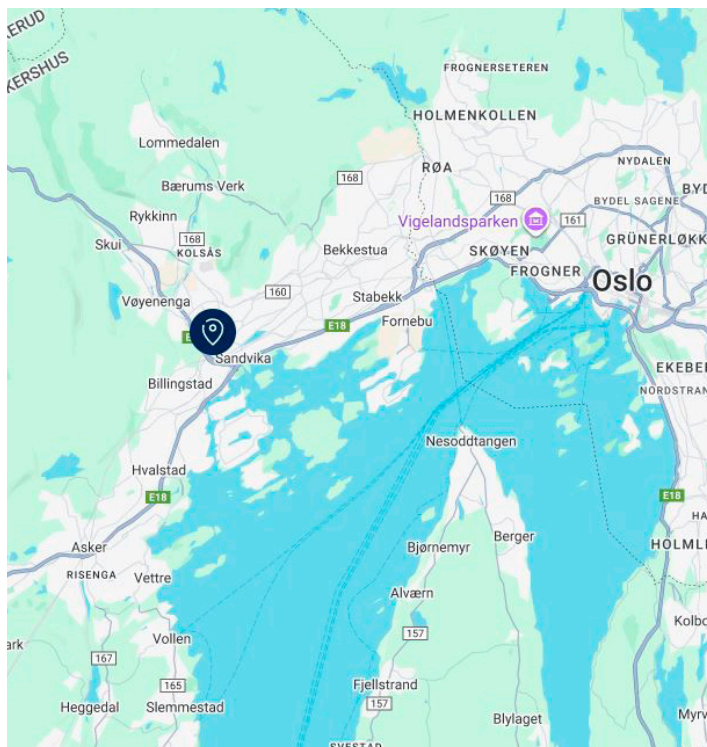 KERUD
KERSHUS
FROGNERSETEREN
HOLMENKOLLEN
Lommedalen
NYDALEN
RØA
168
Bærums Verk
168
BYDEL SAGENE
BYD
Rykkinn
Vigelandsparken
161
Skui
168
KOLSÅS
Bekkestua
SKØYEN
GRÜNERLØKK
FROGNER
Oslo
Vøyenenga
160
Stabekk
E18
Fornebu
Sandvika
EKEBER
Billingstad
NORDSTRAN
Nesoddtangen
Hvalstad
E18
E18
HA
Asker
Bjørnemyr
Berger
HOLMLI
RISENGA
Vettre
Alværn
Kolbo
Vollen
157
ark
167
165
Fjellstrand
Heggedal
Slemmestad
157
Blylaget
Myrv
SVESTAD